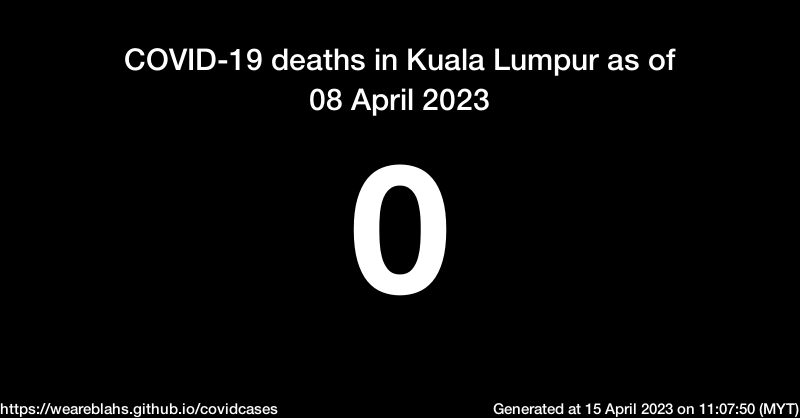 COVID-19 deaths in Kuala Lumpur as of
08 April 2023
0
https://weareblahs.github.io/covidcases
Generated at 15 April 2023 on 11:07:50 (MYT)